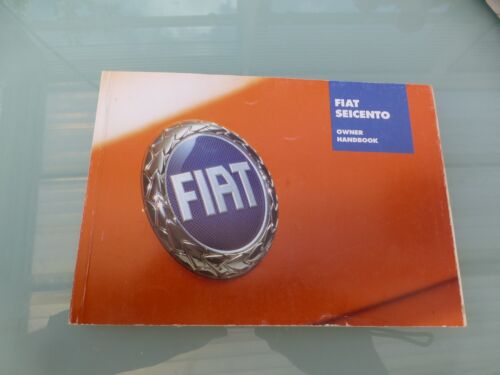 FIAT
SEICENTO
OWNER
HANDBOOK
FIAT